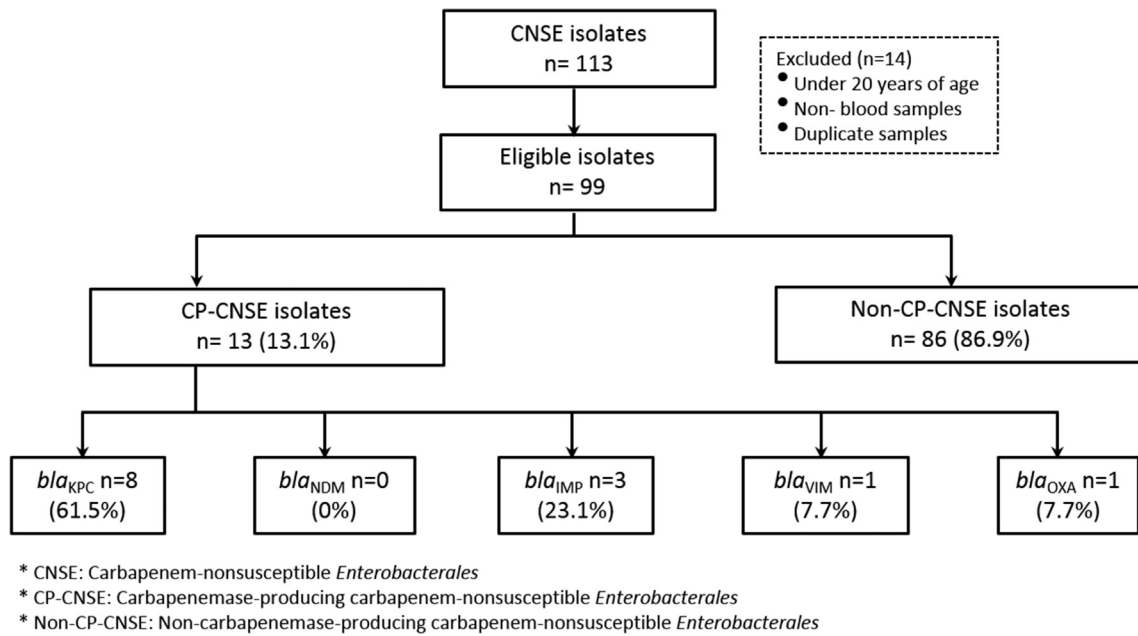 CNSE isolates
n= 113
Excluded (n=14)
● Under 20 years of age
● Non- blood samples
● Duplicate samples
Eligible isolates
n= 99
CP-CNSE isolates
n= 13 (13.1%)
Non-CP-CNSE isolates
n= 86 (86.9%)
blaKPC n=8
(61.5%)
blaNDM n=0
(0%)
blaIMP n=3
(23.1%)
blaVIM n=1
(7.7%)
blaOXA n=1
(7.7%)
* CNSE: Carbapenem-nonsusceptible Enterobacterales
* CP-CNSE: Carbapenemase-producing carbapenem-nonsusceptible Enterobacterales
* Non-CP-CNSE: Non-carbapenemase-producing carbapenem-nonsusceptible Enterobacterales